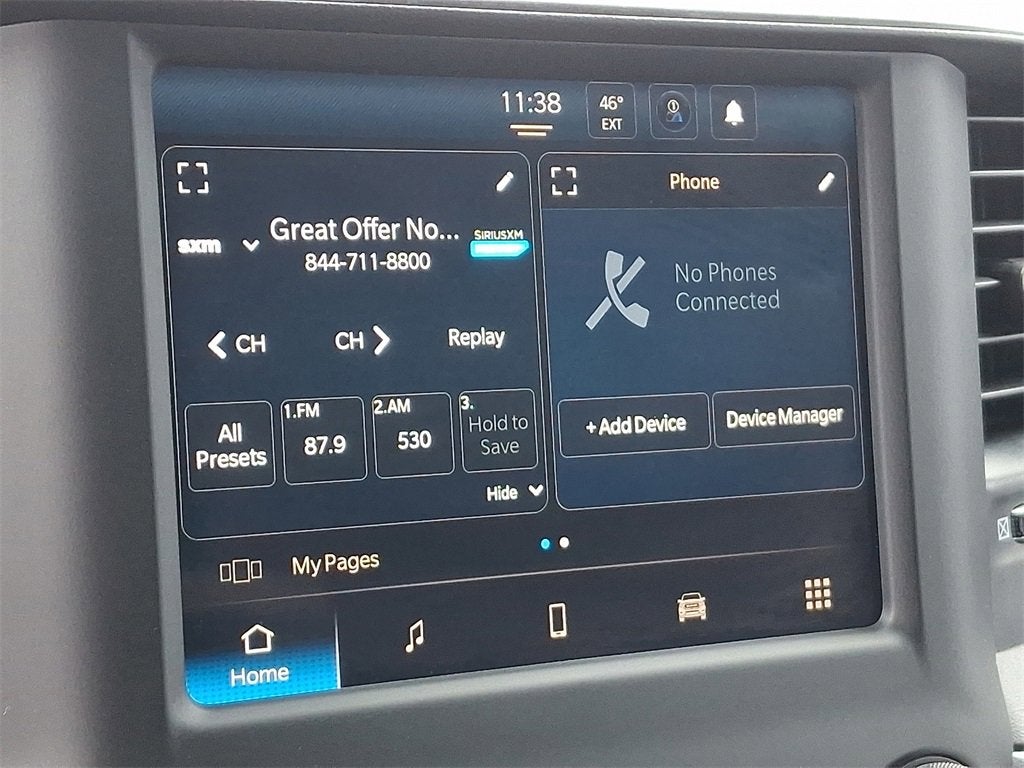 11:38
46°
EXT
sxm
Great Offer No...
SIRIUSXM
844-711-8800
CH
CH
Replay
All
Presets
1.FM
87.9
2.AM
530
3.
Hold to
Save
Hide
Phone
No Phones
Connected
+ Add Device
Device Manager
My Pages
Home